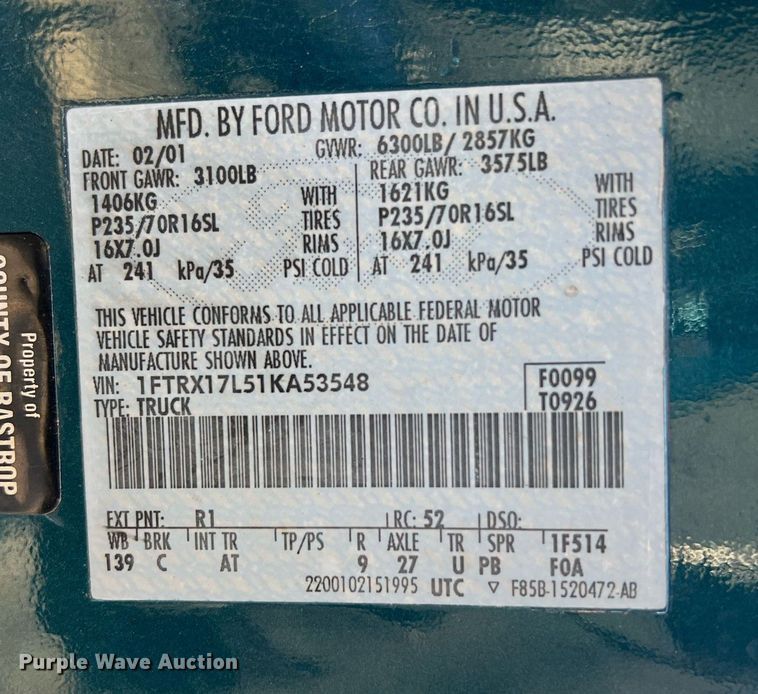 MFD. BY FORD MOTOR CO. IN U.S.A.
DATE: 02/01 GVWR: 6300LB/ 2857KG
FRONT GAWR: 3100LB REAR GAWR: 3575LB
1406KG WITH 1621KG WITH
P235/70R16SL TIRES P235/70R16SL TIRES
16X7.0J RIMS 16X7.0J RIMS
AT 241 kPa/35 PSI COLD AT 241 kPa/35 PSI COLD
THIS VEHICLE CONFORMS TO ALL APPLICABLE FEDERAL MOTOR
VEHICLE SAFETY STANDARDS IN EFFECT ON THE DATE OF
MANUFACTURE SHOWN ABOVE.
VIN: 1FTRX17L51KA53548 F0099
TYPE: TRUCK T0926
EXT PNT: R1 RC: 52 DSO:
WB BRK INT TR TP/PS R AXLE TR SPR 1F514
139 C AT 9 27 U PB F0A
2200102151995 UTC ▽ F85B-1520472-AB
Property of
COUNTY OF BASTROP
Purple Wave Auction